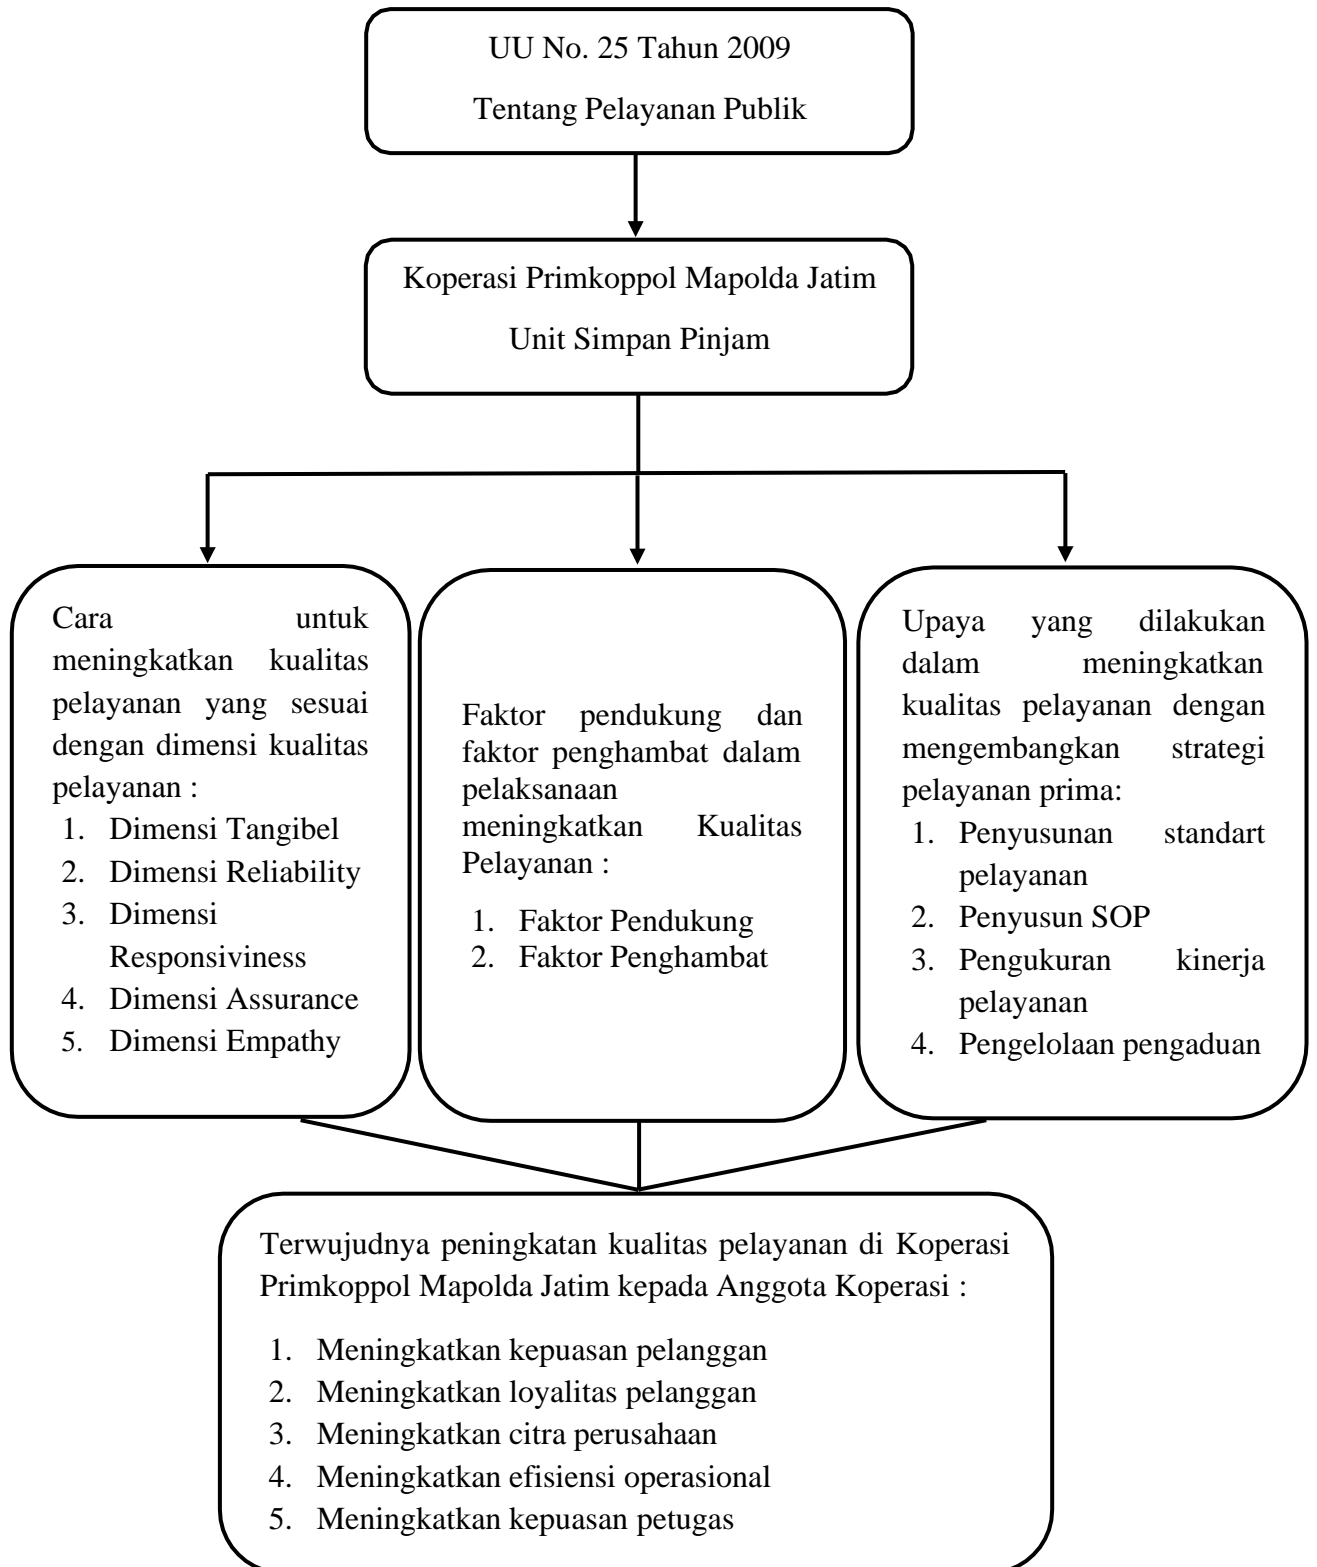 UU No. 25 Tahun 2009
Tentang Pelayanan Publik
Koperasi Primkoppol Mapolda Jatim
Unit Simpan Pinjam
Cara untuk
meningkatkan kualitas
pelayanan yang sesuai
dengan dimensi kualitas
pelayanan :
1. Dimensi Tangibel
2. Dimensi Reliability
3. Dimensi
Responsiviness
4. Dimensi Assurance
5. Dimensi Empathy
Faktor pendukung dan
faktor penghambat dalam
pelaksanaan
meningkatkan Kualitas
Pelayanan :
1. Faktor Pendukung
2. Faktor Penghambat
Upaya yang dilakukan
dalam meningkatkan
kualitas pelayanan dengan
mengembangkan strategi
pelayanan prima:
1. Penyusunan standart
pelayanan
2. Penyusun SOP
3. Pengukuran kinerja
pelayanan
4. Pengelolaan pengaduan
Terwujudnya peningkatan kualitas pelayanan di Koperasi
Primkoppol Mapolda Jatim kepada Anggota Koperasi :
1. Meningkatkan kepuasan pelanggan
2. Meningkatkan loyalitas pelanggan
3. Meningkatkan citra perusahaan
4. Meningkatkan efisiensi operasional
5. Meningkatkan kepuasan petugas